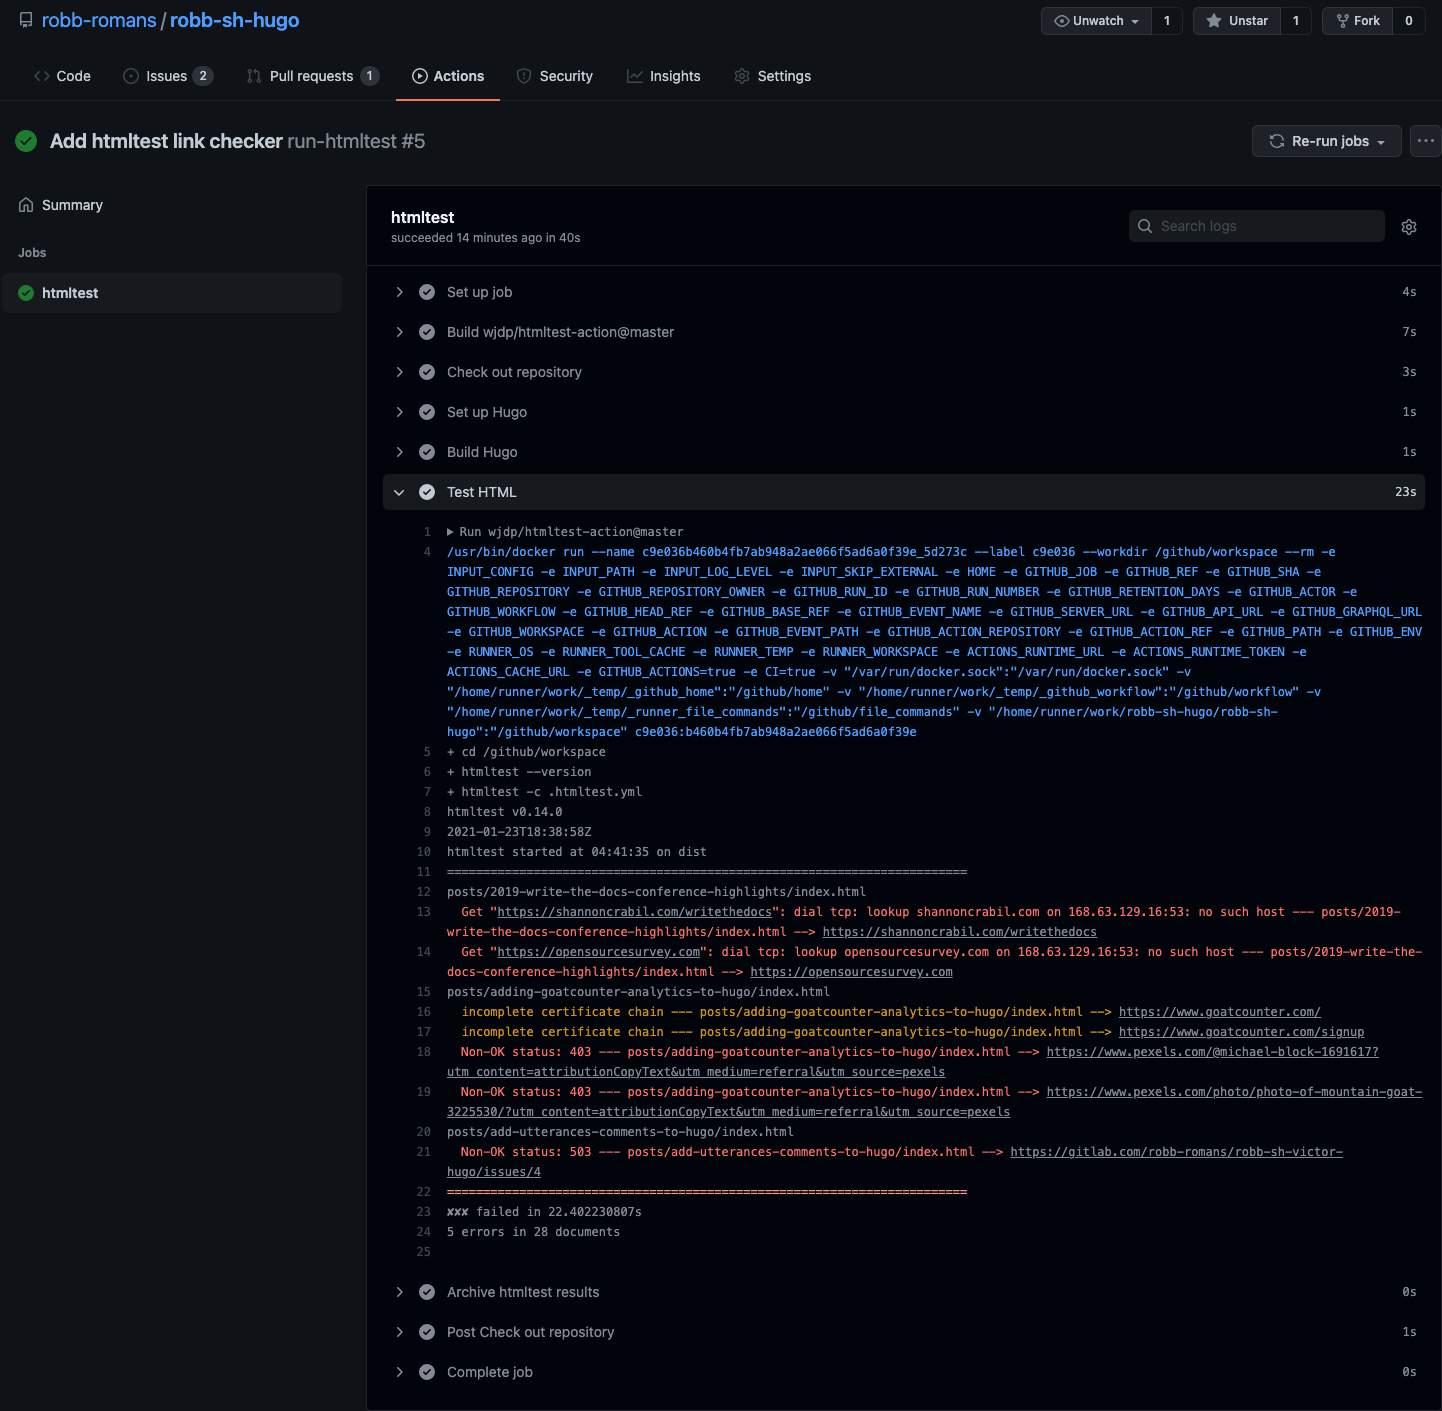 robb-romans / robb-sh-hugo
Unwatch 1 Unstar 1 Fork 0
Code Issues 2 Pull requests 1 Actions Security Insights Settings
Add htmltest link checker run-htmltest #5
Re-run jobs ...
Summary
Jobs
htmltest
htmltest
succeeded 14 minutes ago in 40s
Search logs
Set up job 4s
Build wjdp/htmltest-action@master 7s
Check out repository 3s
Set up Hugo 1s
Build Hugo 1s
Test HTML 23s
1 ▶ Run wjdp/htmltest-action@master
4 /usr/bin/docker run --name c9e036b460b4fb7ab948a2ae066f5ad6a0f39e_5d273c --label c9e036 --workdir /github/workspace --rm -e
INPUT_CONFIG -e INPUT_PATH -e INPUT_LOG_LEVEL -e INPUT_SKIP_EXTERNAL -e HOME -e GITHUB_JOB -e GITHUB_REF -e GITHUB_SHA -e
GITHUB_REPOSITORY -e GITHUB_REPOSITORY_OWNER -e GITHUB_RUN_ID -e GITHUB_RUN_NUMBER -e GITHUB_RETENTION_DAYS -e GITHUB_ACTOR -e
GITHUB_WORKFLOW -e GITHUB_HEAD_REF -e GITHUB_BASE_REF -e GITHUB_EVENT_NAME -e GITHUB_SERVER_URL -e GITHUB_API_URL -e GITHUB_GRAPHQL_URL
-e GITHUB_WORKSPACE -e GITHUB_ACTION -e GITHUB_EVENT_PATH -e GITHUB_ACTION_REPOSITORY -e GITHUB_ACTION_REF -e GITHUB_PATH -e GITHUB_ENV
-e RUNNER_OS -e RUNNER_TOOL_CACHE -e RUNNER_TEMP -e RUNNER_WORKSPACE -e ACTIONS_RUNTIME_URL -e ACTIONS_RUNTIME_TOKEN -e
ACTIONS_CACHE_URL -e GITHUB_ACTIONS=true -e CI=true -v "/var/run/docker.sock":"/var/run/docker.sock" -v
"/home/runner/work/_temp/_github_home":"/github/home" -v "/home/runner/work/_temp/_github_workflow":"/github/workflow" -v
"/home/runner/work/_temp/_runner_file_commands":"/github/file_commands" -v "/home/runner/work/robb-sh-hugo/robb-sh-
hugo":"/github/workspace" c9e036:b460b4fb7ab948a2ae066f5ad6a0f39e
5 + cd /github/workspace
6 + htmltest --version
7 + htmltest -c .htmltest.yml
8 htmltest v0.14.0
9 2021-01-23T18:38:58Z
10 htmltest started at 04:41:35 on dist
11 ========================================================================
12 posts/2019-write-the-docs-conference-highlights/index.html
13 Get "https://shannoncrabil.com/writethedocs": dial tcp: lookup shannoncrabil.com on 168.63.129.16:53: no such host --- posts/2019-
write-the-docs-conference-highlights/index.html --> https://shannoncrabil.com/writethedocs
14 Get "https://opensourcesurvey.com": dial tcp: lookup opensourcesurvey.com on 168.63.129.16:53: no such host --- posts/2019-write-the-
docs-conference-highlights/index.html --> https://opensourcesurvey.com
15 posts/adding-goatcounter-analytics-to-hugo/index.html
16 incomplete certificate chain --- posts/adding-goatcounter-analytics-to-hugo/index.html --> https://www.goatcounter.com/
17 incomplete certificate chain --- posts/adding-goatcounter-analytics-to-hugo/index.html --> https://www.goatcounter.com/signup
18 Non-OK status: 403 --- posts/adding-goatcounter-analytics-to-hugo/index.html --> https://www.pexels.com/@michael-block-1691617?
utm_content=attributionCopyText&utm_medium=referral&utm_source=pexels
19 Non-OK status: 403 --- posts/adding-goatcounter-analytics-to-hugo/index.html --> https://www.pexels.com/photo/photo-of-mountain-goat-
3225530/?utm_content=attributionCopyText&utm_medium=referral&utm_source=pexels
20 posts/add-utterances-comments-to-hugo/index.html
21 Non-OK status: 503 --- posts/add-utterances-comments-to-hugo/index.html --> https://gitlab.com/robb-romans/robb-sh-victor-
hugo/issues/4
22 ========================================================================
23 ✘✘✘ failed in 22.402230807s
24 5 errors in 28 documents
25
Archive htmltest results 0s
Post Check out repository 1s
Complete job 0s